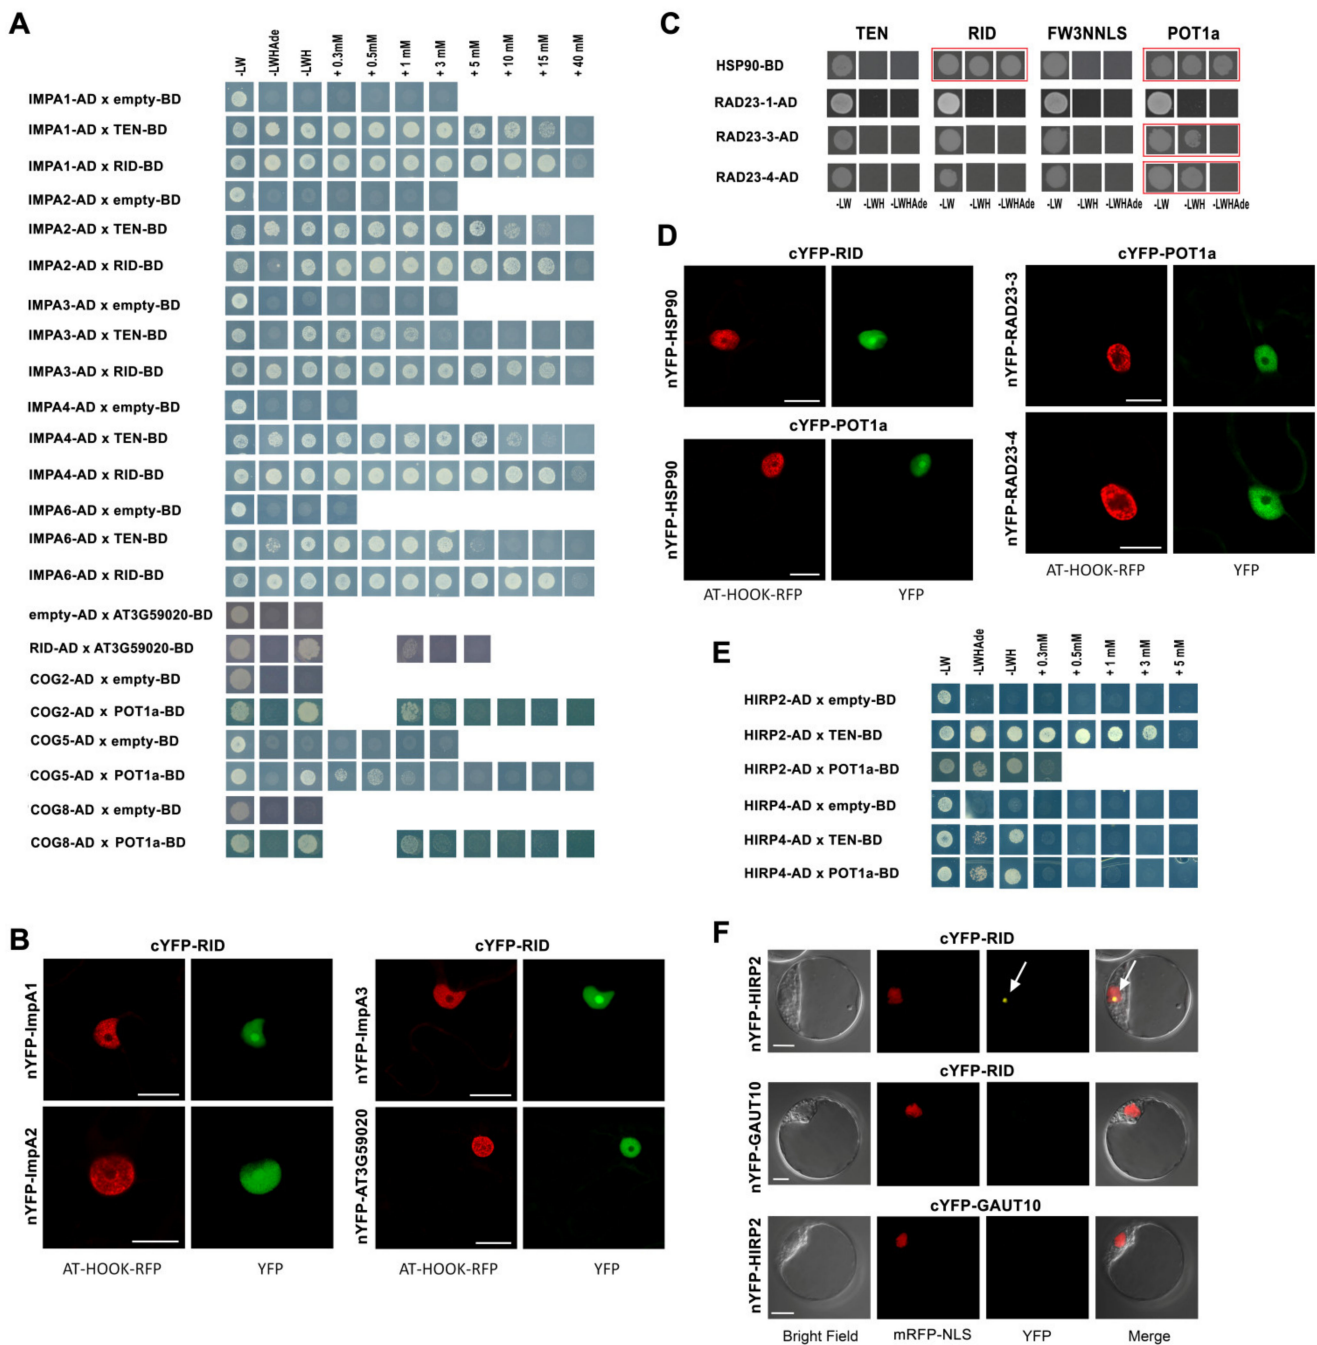 A
-LW
-LWHAde
-LWH
+ 0.3mM
+ 0.5mM
+ 1 mM
+ 3 mM
+ 5 mM
+ 10 mM
+ 15 mM
+ 40 mM
IMPA1-AD x empty-BD
IMPA1-AD x TEN-BD
IMPA1-AD x RID-BD
IMPA2-AD x empty-BD
IMPA2-AD x TEN-BD
IMPA2-AD x RID-BD
IMPA3-AD x empty-BD
IMPA3-AD x TEN-BD
IMPA3-AD x RID-BD
IMPA4-AD x empty-BD
IMPA4-AD x TEN-BD
IMPA4-AD x RID-BD
IMPA6-AD x empty-BD
IMPA6-AD x TEN-BD
IMPA6-AD x RID-BD
empty-AD x AT3G59020-BD
RID-AD x AT3G59020-BD
COG2-AD x empty-BD
COG2-AD x POT1a-BD
COG5-AD x empty-BD
COG5-AD x POT1a-BD
COG8-AD x empty-BD
COG8-AD x POT1a-BD
B
cYFP-RID
cYFP-RID
nYFP-ImpA1
nYFP-ImpA3
nYFP-ImpA2
nYFP-AT3G59020
AT-HOOK-RFP
YFP
AT-HOOK-RFP
YFP
C
TEN
RID
FW3NNLS
POT1a
HSP90-BD
RAD23-1-AD
RAD23-3-AD
RAD23-4-AD
-LW
-LWH
-LWHAde
-LW
-LWH
-LWHAde
-LW
-LWH
-LWHAde
-LW
-LWH
-LWHAde
D
cYFP-RID
cYFP-POT1a
nYFP-HSP90
nYFP-RAD23-3
cYFP-POT1a
nYFP-HSP90
nYFP-RAD23-4
AT-HOOK-RFP
YFP
AT-HOOK-RFP
YFP
E
-LW
-LWHAde
-LWH
+ 0.3mM
+ 0.5mM
+ 1 mM
+ 3 mM
+ 5 mM
HIRP2-AD x empty-BD
HIRP2-AD x TEN-BD
HIRP2-AD x POT1a-BD
HIRP4-AD x empty-BD
HIRP4-AD x TEN-BD
HIRP4-AD x POT1a-BD
F
cYFP-RID
nYFP-HIRP2
cYFP-RID
nYFP-GAUT10
cYFP-GAUT10
nYFP-HIRP2
Bright Field
mRFP-NLS
YFP
Merge